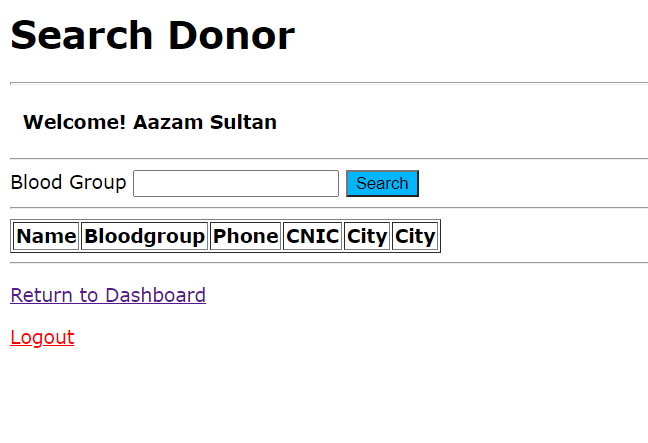 Search Donor
Welcome! Aazam Sultan
Blood Group Search
Name Bloodgroup Phone CNIC City City
Return to Dashboard
Logout